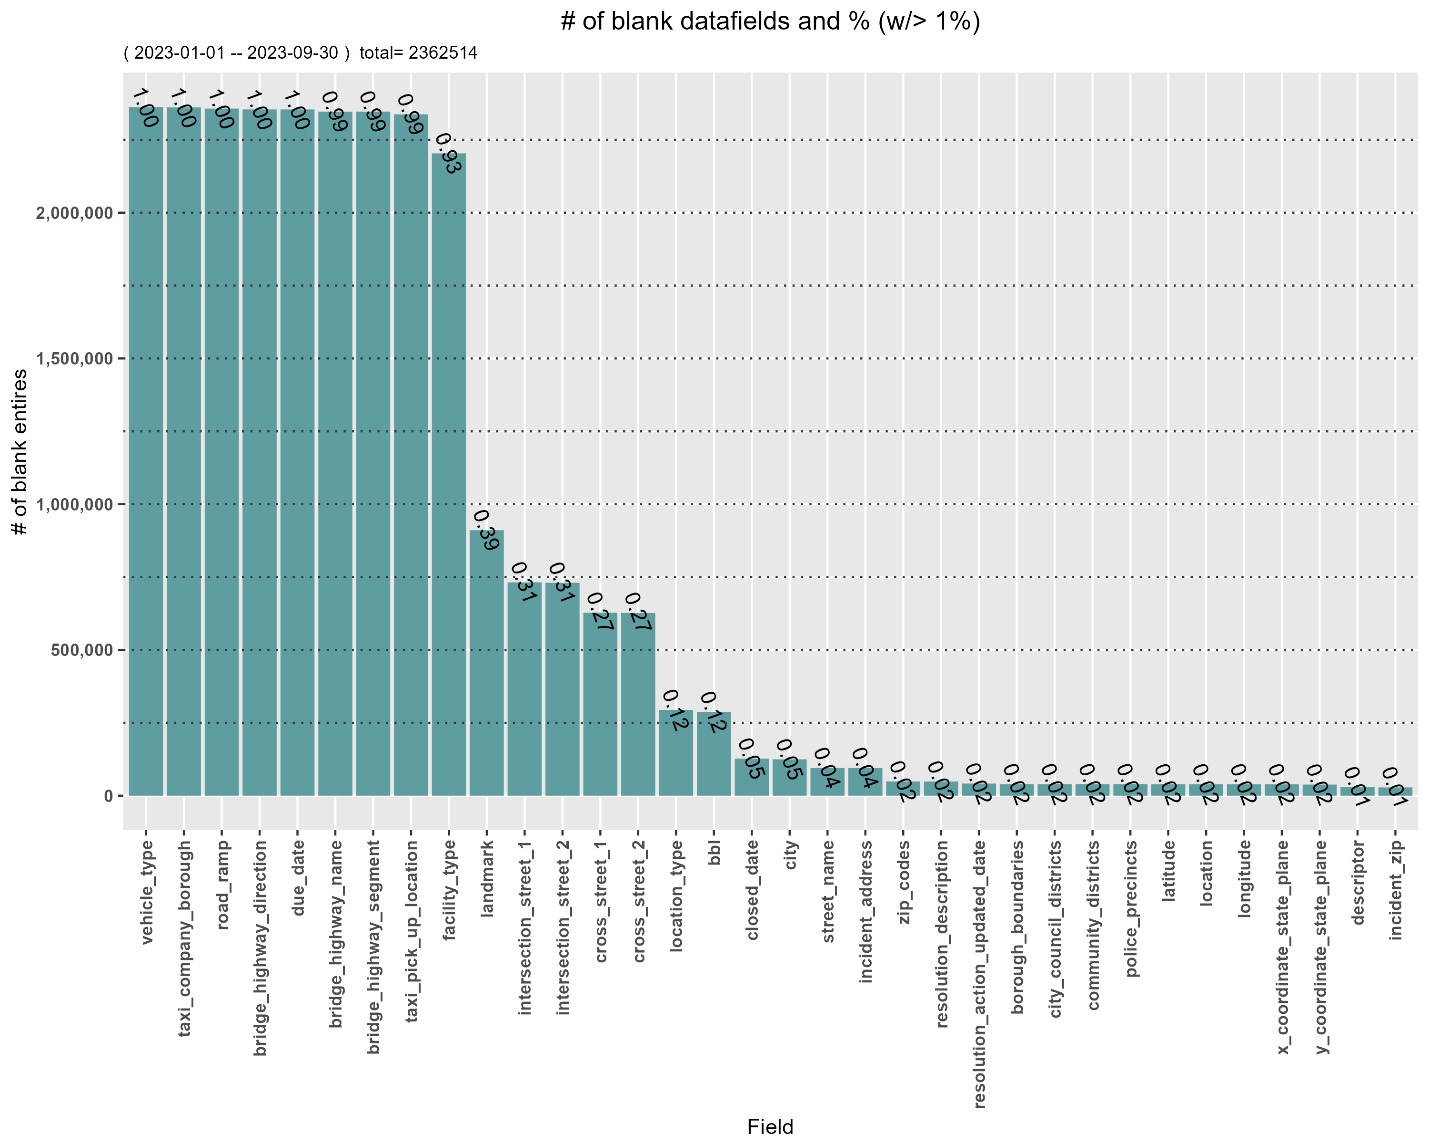 # of blank datafields and % (w/> 1%)
( 2023-01-01 -- 2023-09-30 )  total= 2362514
# of blank entires
2,000,000
1,500,000
1,000,000
500,000
0
1.00
1.00
1.00
1.00
1.00
0.99
0.99
0.99
0.93
0.39
0.31
0.31
0.27
0.27
0.12
0.12
0.05
0.05
0.04
0.04
0.02
0.02
0.02
0.02
0.02
0.02
0.02
0.02
0.02
0.02
0.02
0.02
0.01
0.01
vehicle_type
taxi_company_borough
road_ramp
bridge_highway_direction
due_date
bridge_highway_name
bridge_highway_segment
taxi_pick_up_location
facility_type
landmark
intersection_street_1
intersection_street_2
cross_street_1
cross_street_2
location_type
bbl
closed_date
city
street_name
incident_address
zip_codes
resolution_description
resolution_action_updated_date
borough_boundaries
city_council_districts
community_districts
police_precincts
latitude
location
longitude
x_coordinate_state_plane
y_coordinate_state_plane
descriptor
incident_zip
Field